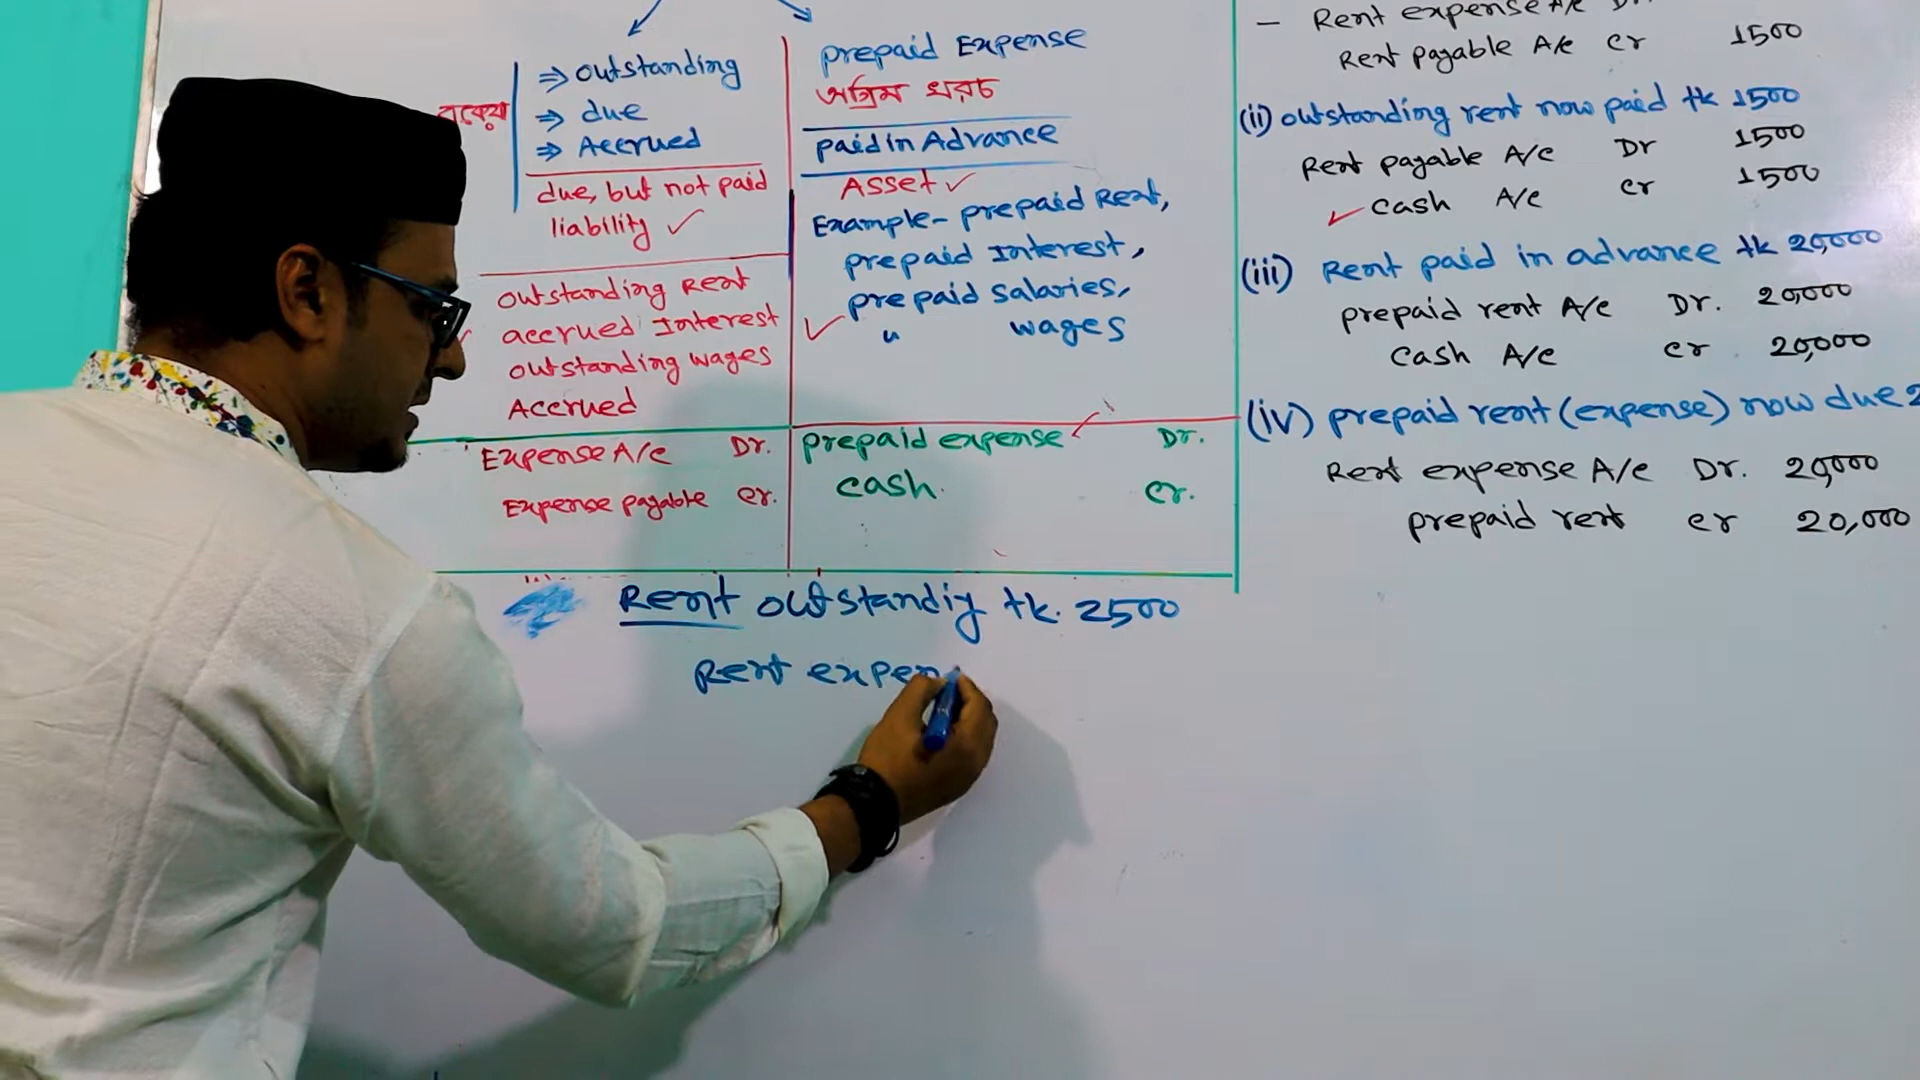 ⇒ outstanding
বকেয়া
⇒ due
⇒ Accrued
due, but not paid
liability ✓
outstanding Rent
accrued Interest
outstanding wages
Accrued
Expense A/c Dr.
Expense payable cr.
prepaid Expense
অগ্রিম খরচ
paid in Advance
Asset ✓
Example - prepaid Rent,
prepaid Interest,
prepaid salaries,
✓ " wages
prepaid expense Dr.
cash. cr.
Rent outstandig tk. 2500
Rent expen
- Rent expense A/c
Rent payable A/c cr 1500
(ii) outstanding rent now paid tk 1500
Rent payable A/c Dr 1500
✓ cash A/c cr 1500
(iii) Rent paid in advance tk 20,000
prepaid rent A/c Dr. 20,000
cash A/c cr 20,000
(iv) prepaid rent (expense) now due 2
Rent expense A/c Dr. 20,000
prepaid rent cr 20,000